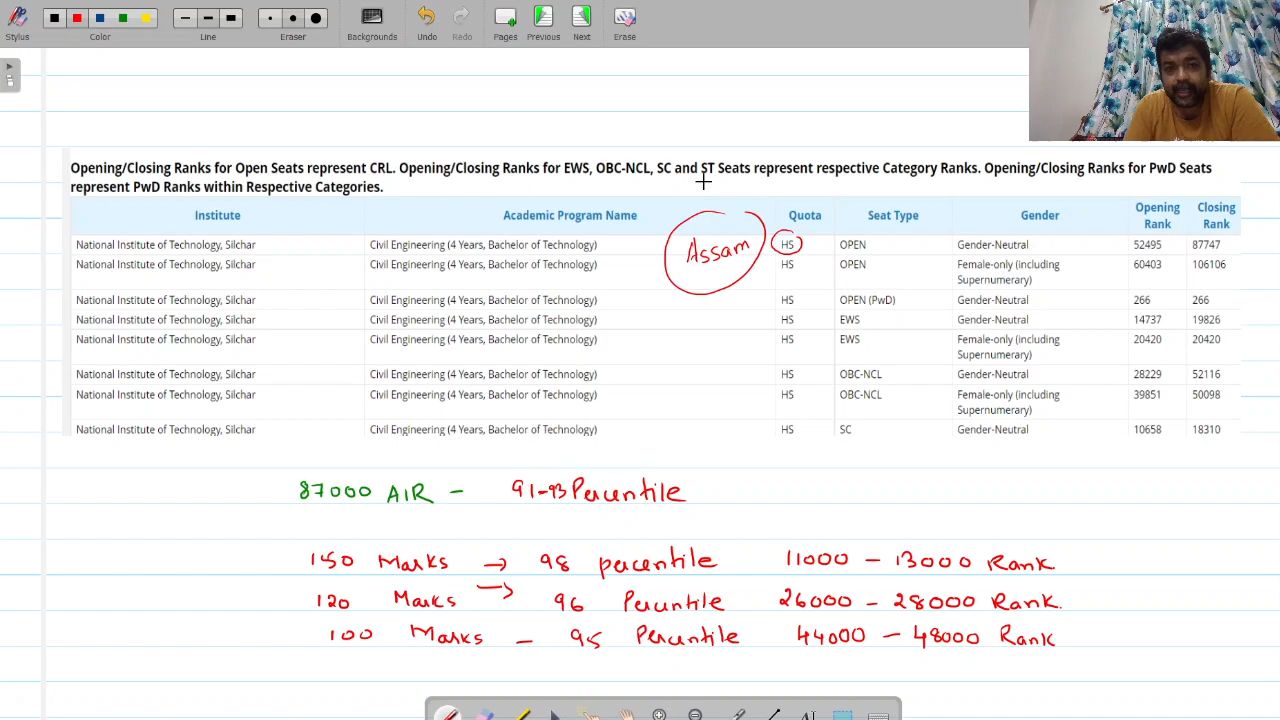 Stylus Color Line Eraser Backgrounds Undo Redo Pages Previous Next Erase
Opening/Closing Ranks for Open Seats represent CRL. Opening/Closing Ranks for EWS, OBC-NCL, SC and ST Seats represent respective Category Ranks. Opening/Closing Ranks for PwD Seats
represent PwD Ranks within Respective Categories.
Institute Academic Program Name Quota Seat Type Gender Opening Rank Closing Rank
National Institute of Technology, Silchar Civil Engineering (4 Years, Bachelor of Technology) HS OPEN Gender-Neutral 52495 87747
Assam
National Institute of Technology, Silchar Civil Engineering (4 Years, Bachelor of Technology) HS OPEN Female-only (including Supernumerary) 60403 106106
National Institute of Technology, Silchar Civil Engineering (4 Years, Bachelor of Technology) HS OPEN (PwD) Gender-Neutral 266 266
National Institute of Technology, Silchar Civil Engineering (4 Years, Bachelor of Technology) HS EWS Gender-Neutral 14737 19826
National Institute of Technology, Silchar Civil Engineering (4 Years, Bachelor of Technology) HS EWS Female-only (including Supernumerary) 20420 20420
National Institute of Technology, Silchar Civil Engineering (4 Years, Bachelor of Technology) HS OBC-NCL Gender-Neutral 28229 52116
National Institute of Technology, Silchar Civil Engineering (4 Years, Bachelor of Technology) HS OBC-NCL Female-only (including Supernumerary) 39851 50098
National Institute of Technology, Silchar Civil Engineering (4 Years, Bachelor of Technology) HS SC Gender-Neutral 10658 18310
87000 AIR - 91-93 Percentile
150 Marks → 98 percentile 11000 - 13000 Rank
120 Marks → 96 Percentile 26000 - 28000 Rank.
100 Marks - 95 Percentile 44000 - 48000 Rank